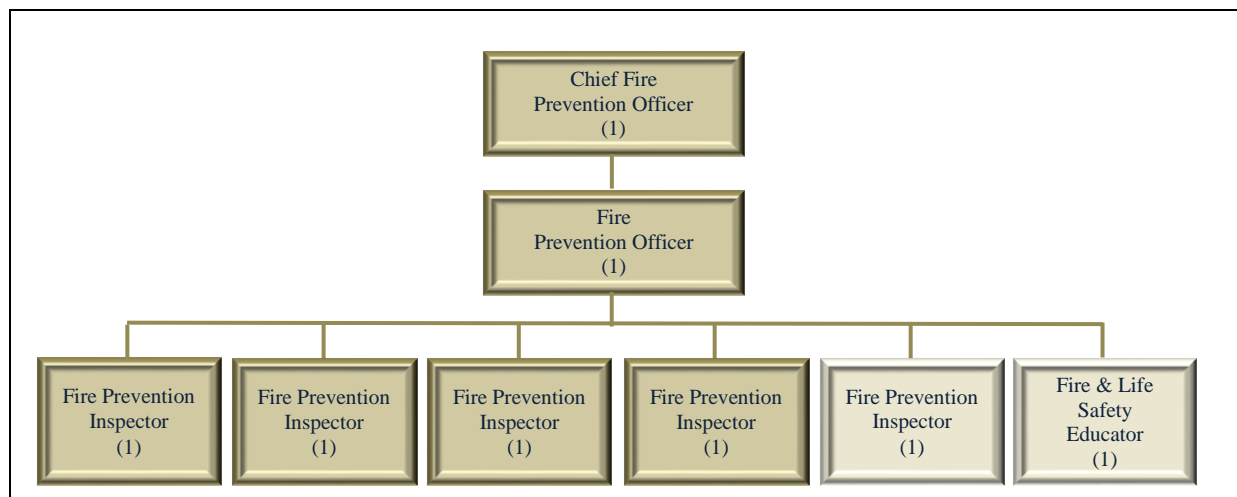 Chief Fire
Prevention Officer
(1)
Fire
Prevention Officer
(1)
Fire Prevention
Inspector
(1)
Fire Prevention
Inspector
(1)
Fire Prevention
Inspector
(1)
Fire Prevention
Inspector
(1)
Fire Prevention
Inspector
(1)
Fire & Life
Safety
Educator
(1)